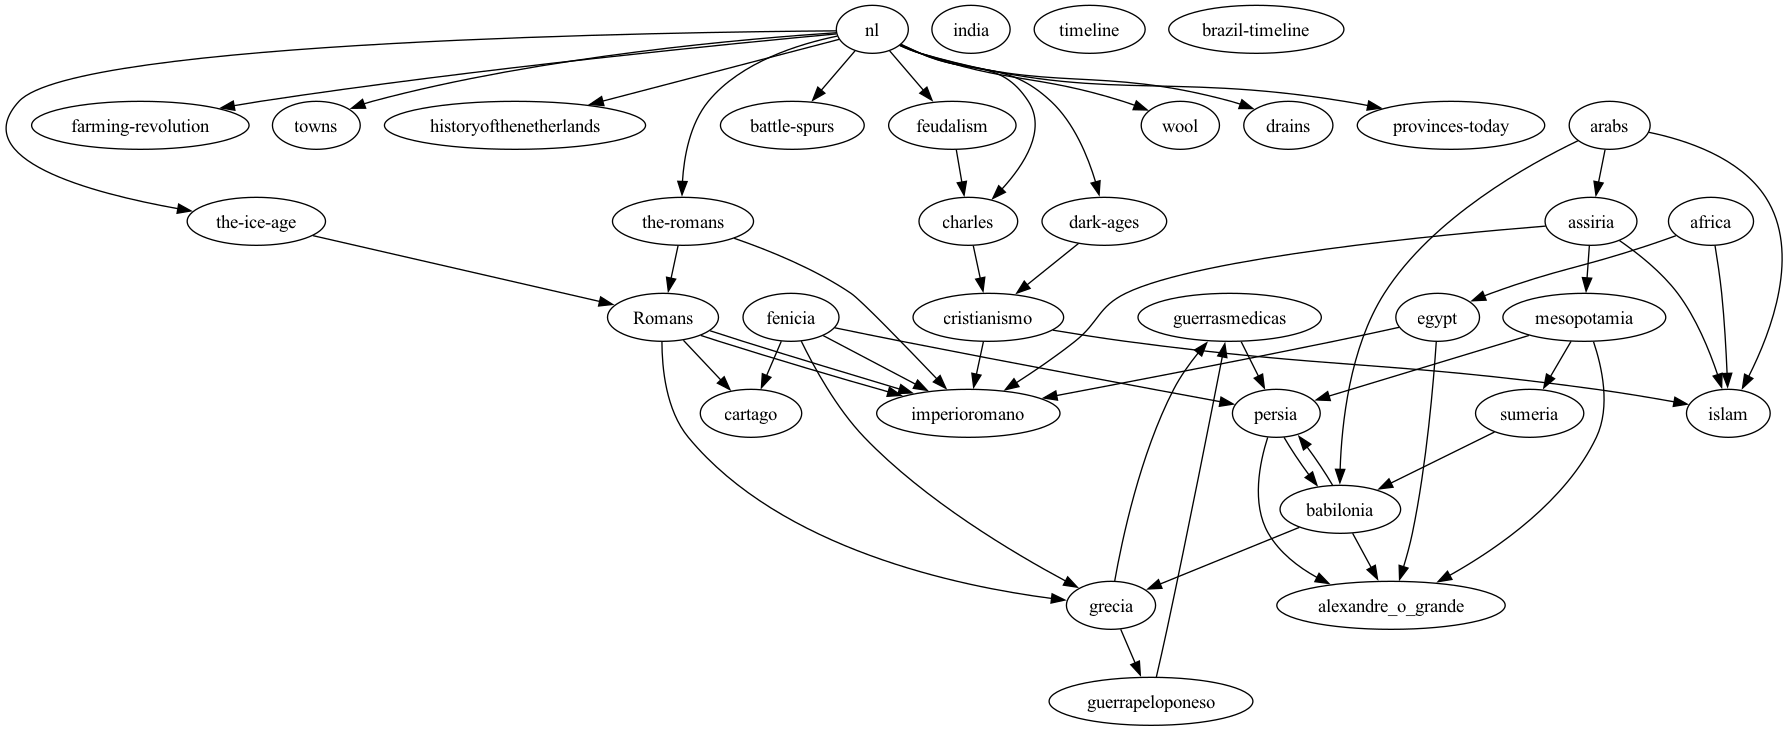 nl
india
timeline
brazil-timeline
farming-revolution
towns
historyofthenetherlands
battle-spurs
feudalism
wool
drains
provinces-today
arabs
the-ice-age
the-romans
charles
dark-ages
assiria
africa
Romans
fenicia
cristianismo
guerrasmedicas
egypt
mesopotamia
cartago
imperioromano
persia
sumeria
islam
babilonia
grecia
alexandre_o_grande
guerrapeloponeso